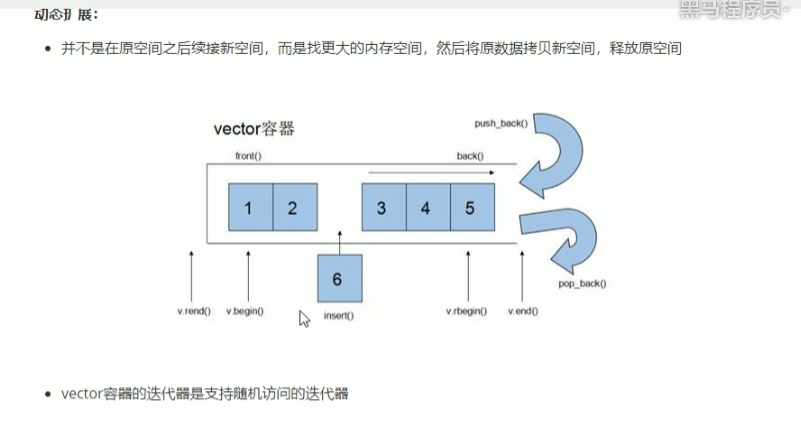 黑马程序员-
动态扩展：
并不是在原空间之后续接新空间，而是找更大的内存空间，然后将原数据拷贝新空间，释放原空间
vector容器
push_back()
front()
back()
1 2 3 4 5
6
pop_back()
v.rend() v.begin() insert() v.rbegin() v.end()
vector容器的迭代器是支持随机访问的迭代器